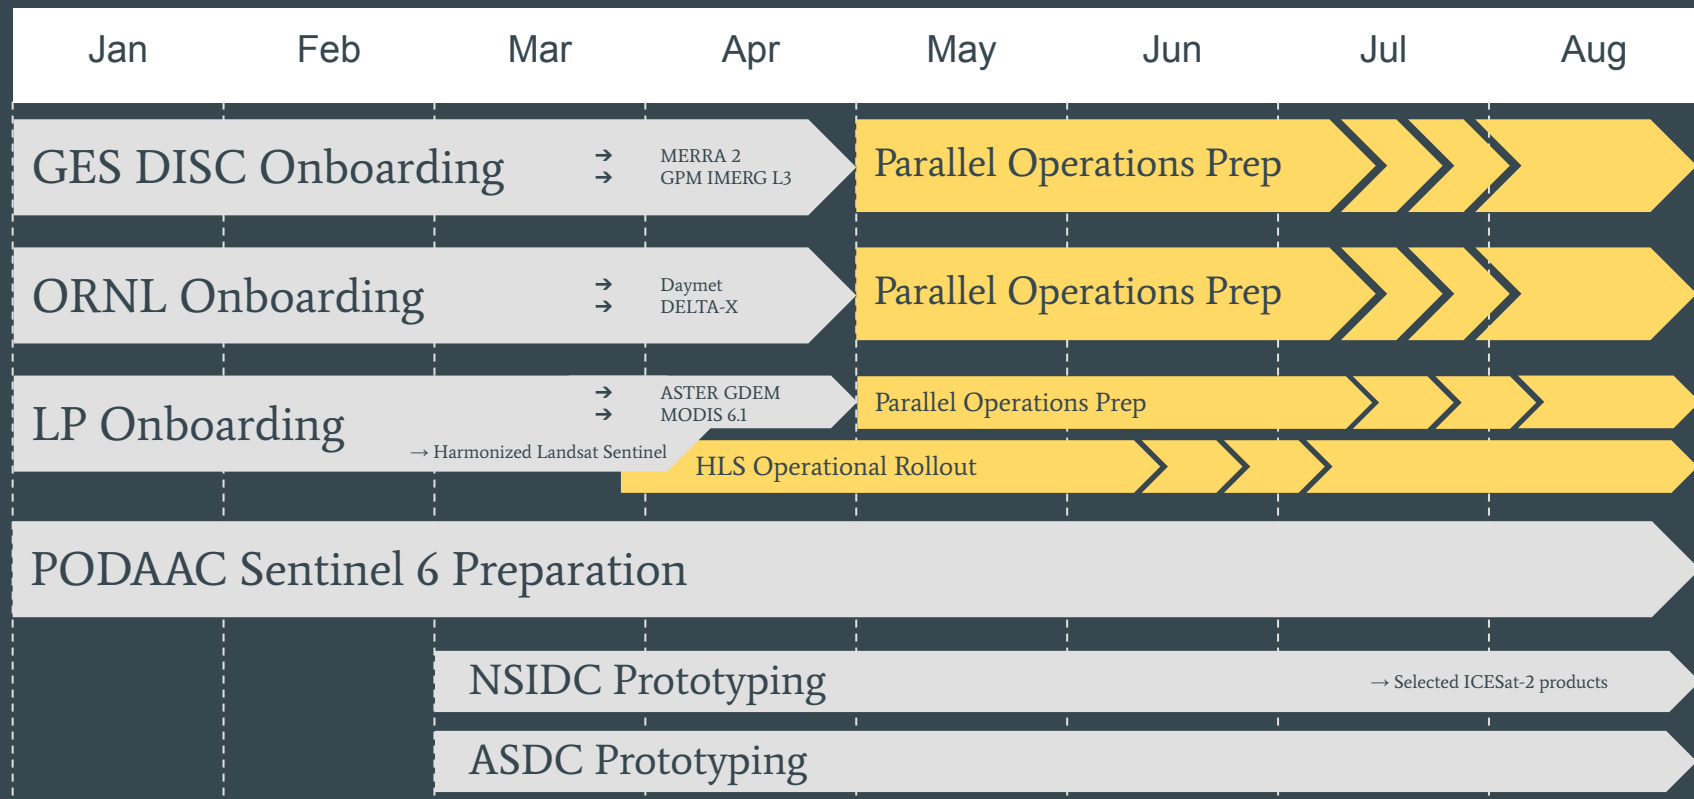 Jan Feb Mar Apr May Jun Jul Aug
GES DISC Onboarding
➔ MERRA 2
➔ GPM IMERG L3
Parallel Operations Prep
ORNL Onboarding
➔ Daymet
➔ DELTA-X
Parallel Operations Prep
LP Onboarding
➔ ASTER GDEM
➔ MODIS 6.1
→ Harmonized Landsat Sentinel
Parallel Operations Prep
HLS Operational Rollout
PODAAC Sentinel 6 Preparation
NSIDC Prototyping
→ Selected ICESat-2 products
ASDC Prototyping